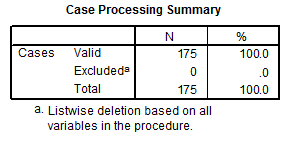 Case Processing Summary
N %
Cases Valid 175 100.0
Excludedᵃ 0 .0
Total 175 100.0
a. Listwise deletion based on all
variables in the procedure.